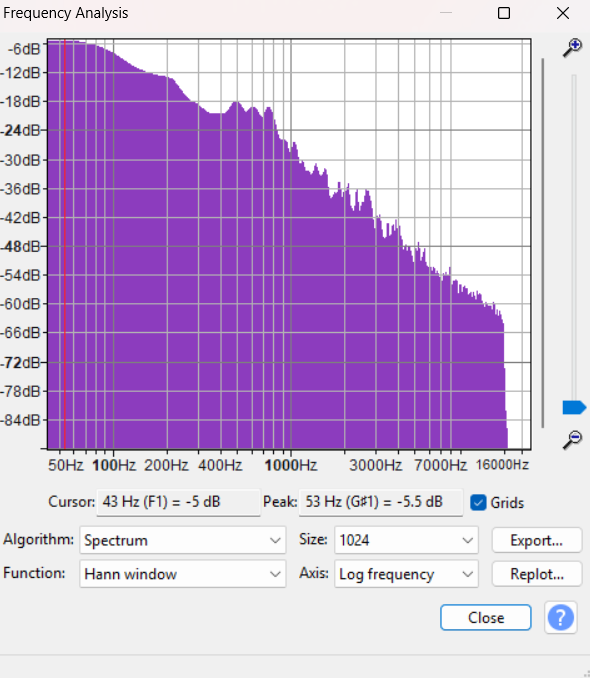 Frequency Analysis
-6dB
-12dB
-18dB
-24dB
-30dB
-36dB
-42dB
-48dB
-54dB
-60dB
-66dB
-72dB
-78dB
-84dB
50Hz 100Hz 200Hz 400Hz 1000Hz 3000Hz 7000Hz 16000Hz
Cursor: 43 Hz (F1) = -5 dB Peak: 53 Hz (G♯1) = -5.5 dB Grids
Algorithm: Spectrum Size: 1024 Export...
Function: Hann window Axis: Log frequency Replot...
Close ?